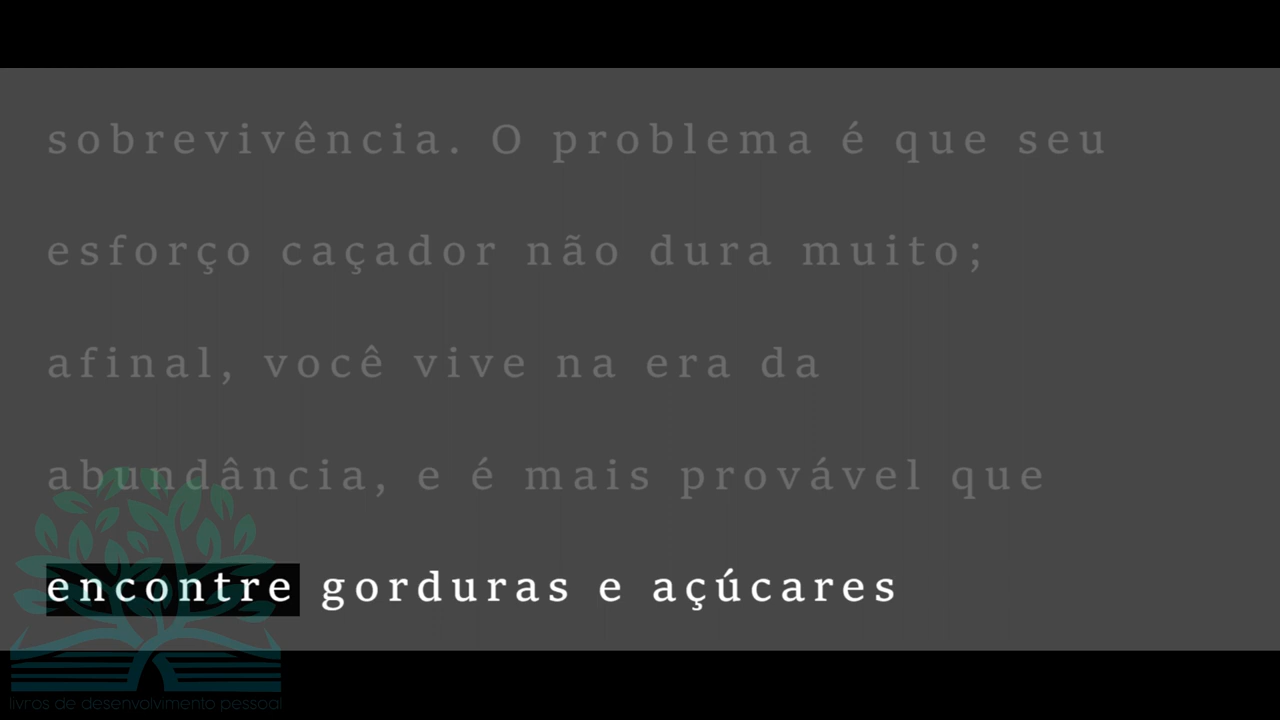 sobrevivência. O problema é que seu
esforço caçador não dura muito;
afinal, você vive na era da
abundância, e é mais provável que
encontre gorduras e açúcares
livros de desenvolvimento pessoal